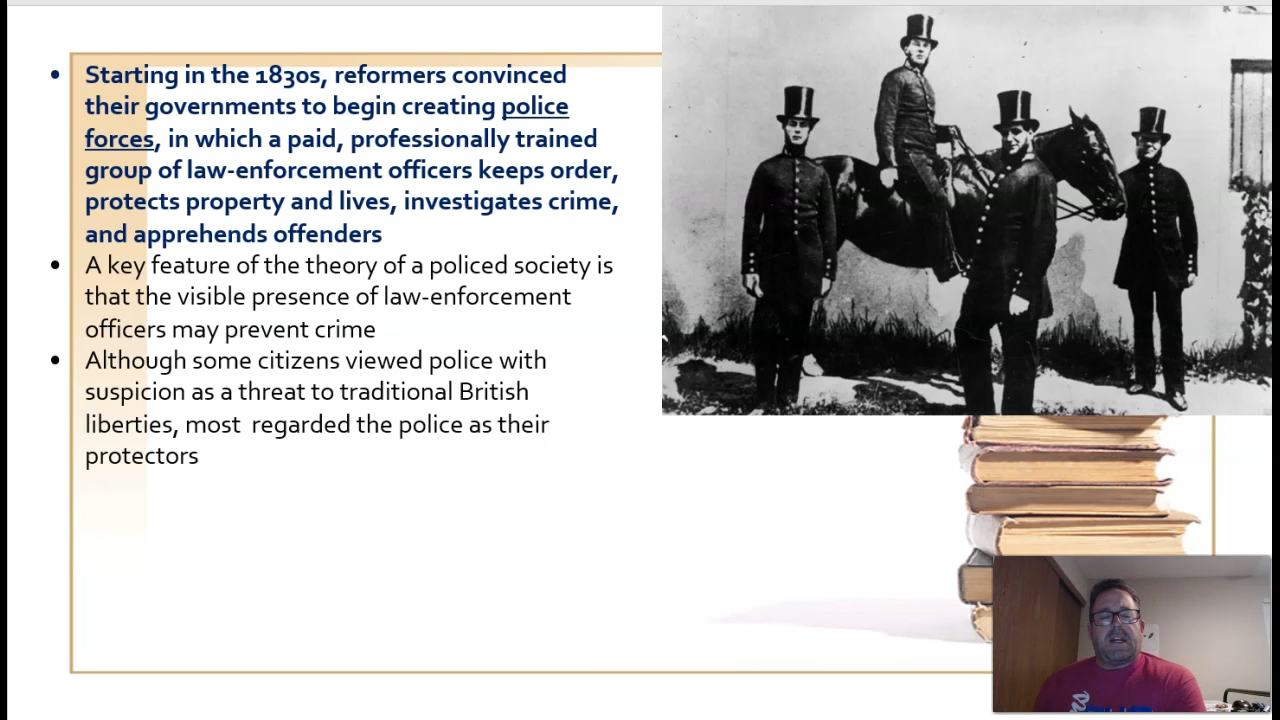 • Starting in the 1830s, reformers convinced
their governments to begin creating police
forces, in which a paid, professionally trained
group of law-enforcement officers keeps order,
protects property and lives, investigates crime,
and apprehends offenders
• A key feature of the theory of a policed society is
that the visible presence of law-enforcement
officers may prevent crime
• Although some citizens viewed police with
suspicion as a threat to traditional British
liberties, most  regarded the police as their
protectors